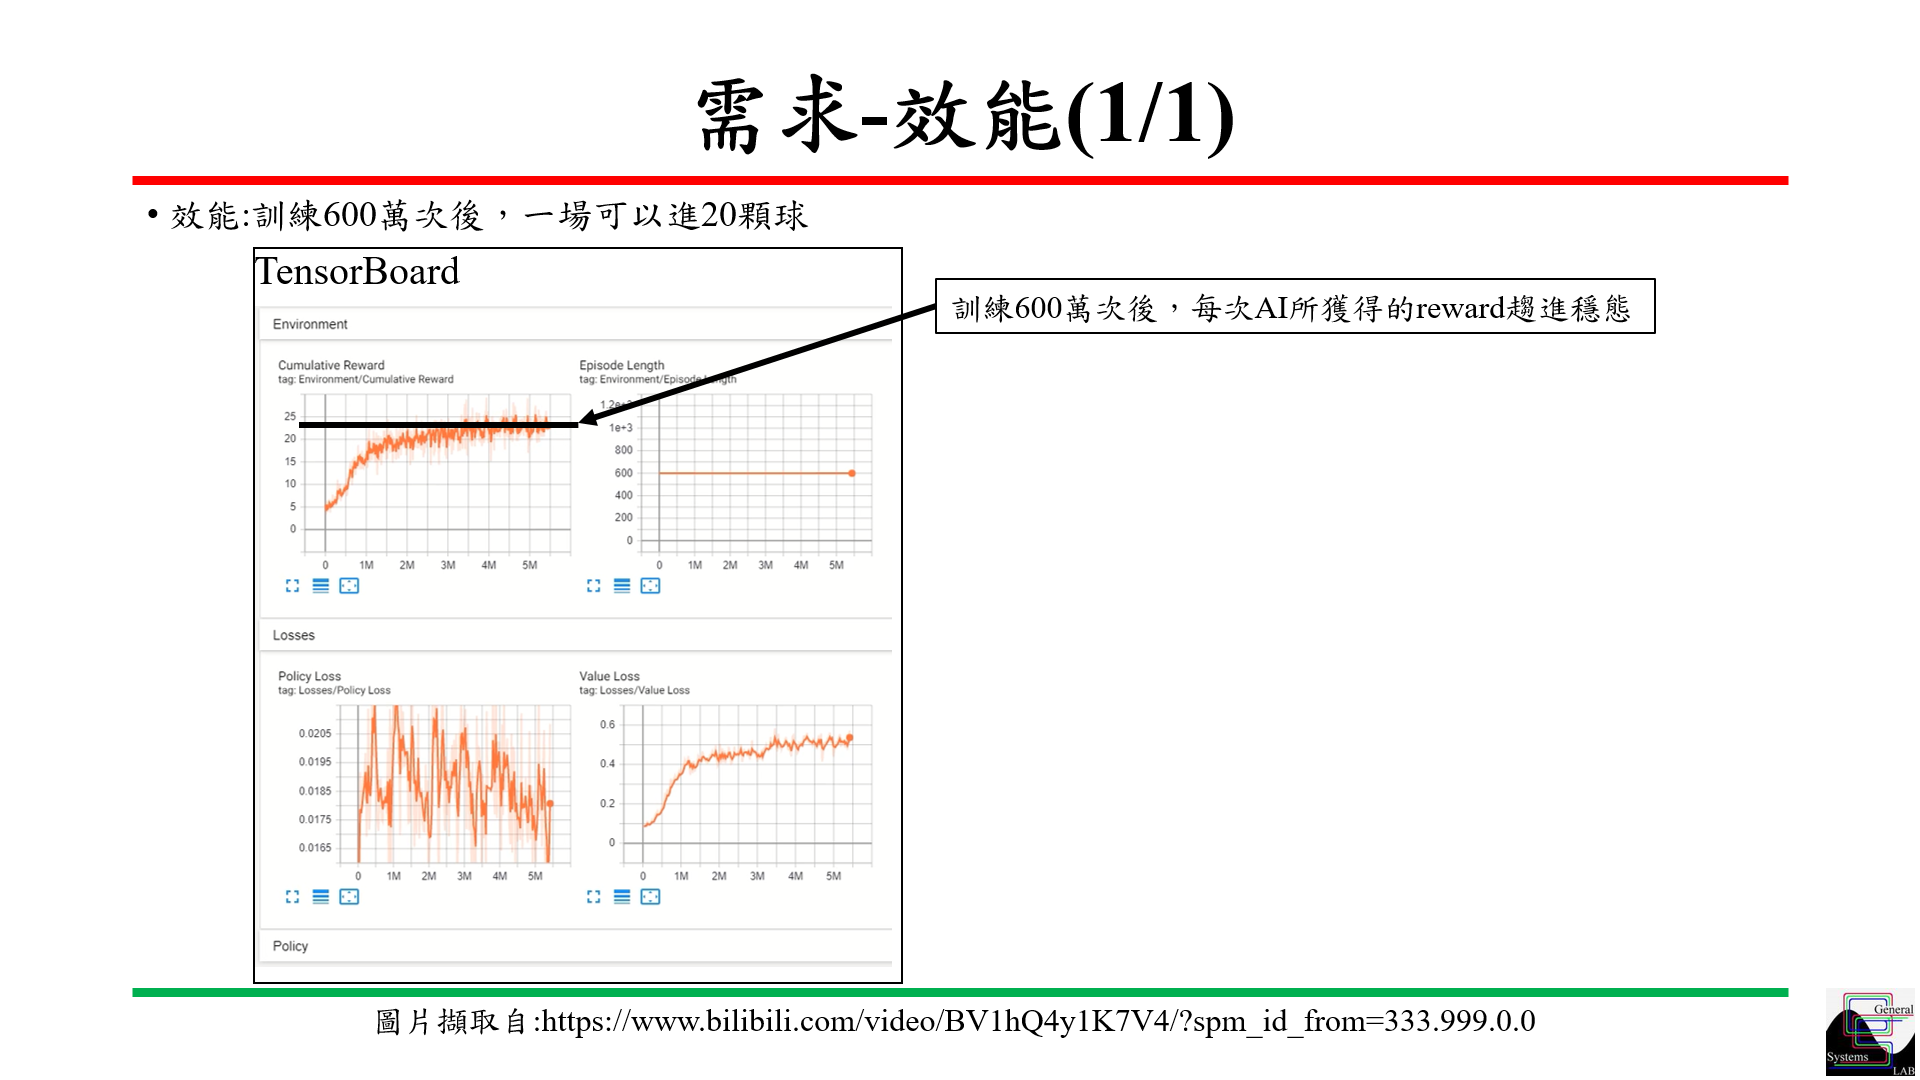 需求-效能(1/1)
• 效能:訓練600萬次後，一場可以進20顆球
TensorBoard
訓練600萬次後，每次AI所獲得的reward趨進穩態
Environment
Cumulative Reward
tag: Environment/Cumulative Reward
25
20
15
10
5
0
0 1M 2M 3M 4M 5M
Episode Length
tag: Environment/Episode Length
1e+3
800
600
400
200
0
0 1M 2M 3M 4M 5M
Losses
Policy Loss
tag: Losses/Policy Loss
0.0205
0.0195
0.0185
0.0175
0.0165
0 1M 2M 3M 4M 5M
Value Loss
tag: Losses/Value Loss
0.6
0.4
0.2
0
0 1M 2M 3M 4M 5M
Policy
圖片擷取自:https://www.bilibili.com/video/BV1hQ4y1K7V4/?spm_id_from=333.999.0.0
General
Systems
LAB